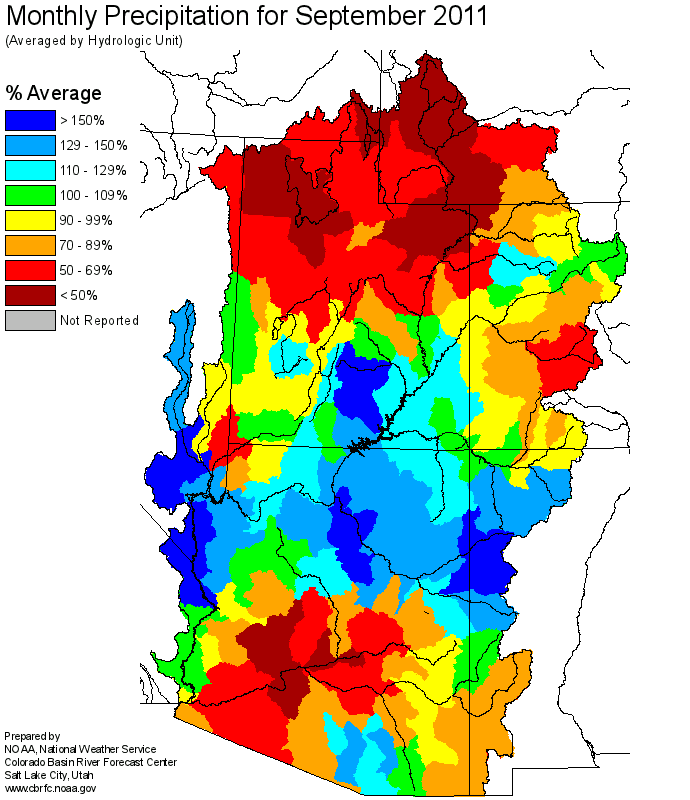 Monthly Precipitation for September 2011
(Averaged by Hydrologic Unit)
% Average
> 150%
129 - 150%
110 - 129%
100 - 109%
90 - 99%
70 - 89%
50 - 69%
< 50%
Not Reported
Prepared by
NOAA, National Weather Service
Colorado Basin River Forecast Center
Salt Lake City, Utah
www.cbrfc.noaa.gov